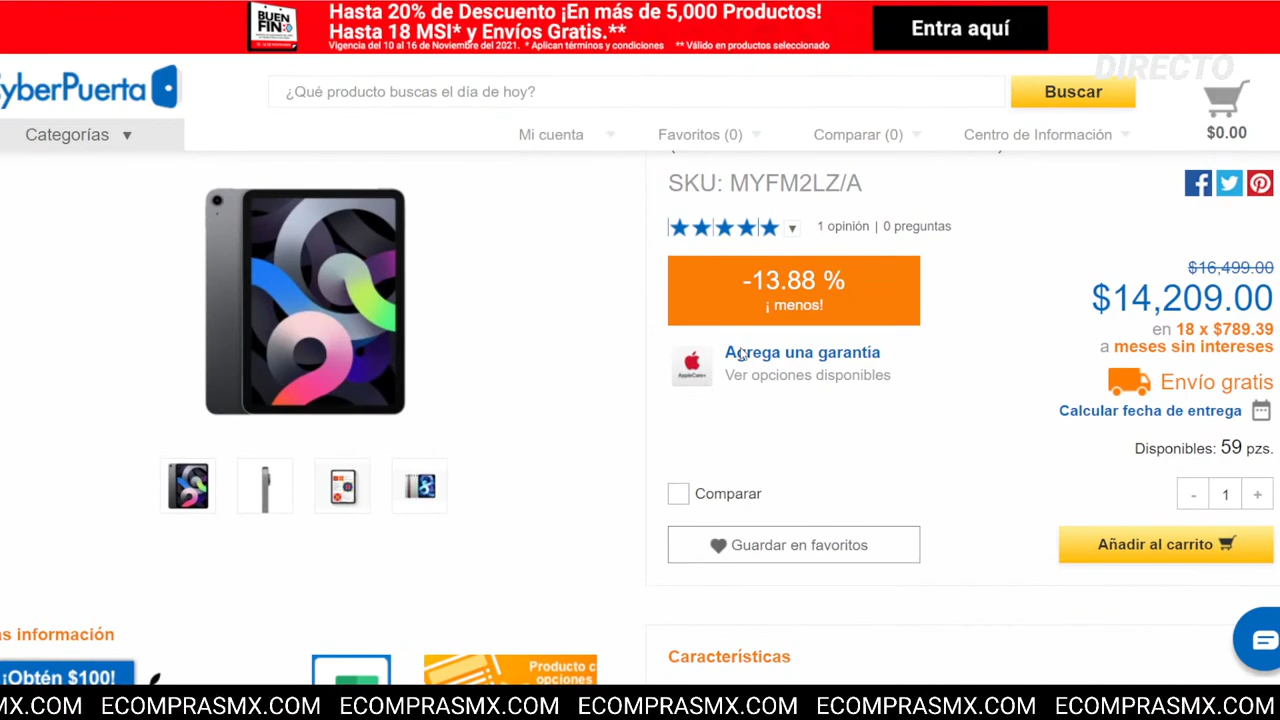 BUEN FIN
Hasta 20% de Descuento ¡En más de 5,000 Productos!
Hasta 18 MSI* y Envíos Gratis.**
Vigencia del 10 al 16 de Noviembre del 2021. * Aplican términos y condiciones ** Válido en productos seleccionado
Entra aquí
DIRECTO
yberPuerta
¿Qué producto buscas el día de hoy?
Buscar
Categorías
Mi cuenta
Favoritos (0)
Comparar (0)
Centro de Información
$0.00
SKU: MYFM2LZ/A
1 opinión | 0 preguntas
-13.88 %
¡ menos!
$16,499.00
$14,209.00
en 18 x $789.39
a meses sin intereses
AppleCare+
Agrega una garantía
Ver opciones disponibles
Envío gratis
Calcular fecha de entrega
Disponibles: 59 pzs.
Comparar
- 1 +
Guardar en favoritos
Añadir al carrito
s información
Características
¡Obtén $100!
Producto c
opciones
MX.COM ECOMPRASMX.COM ECOMPRASMX.COM ECOMPRASMX.COM ECOMPRASMX.COM ECOMPRASMX